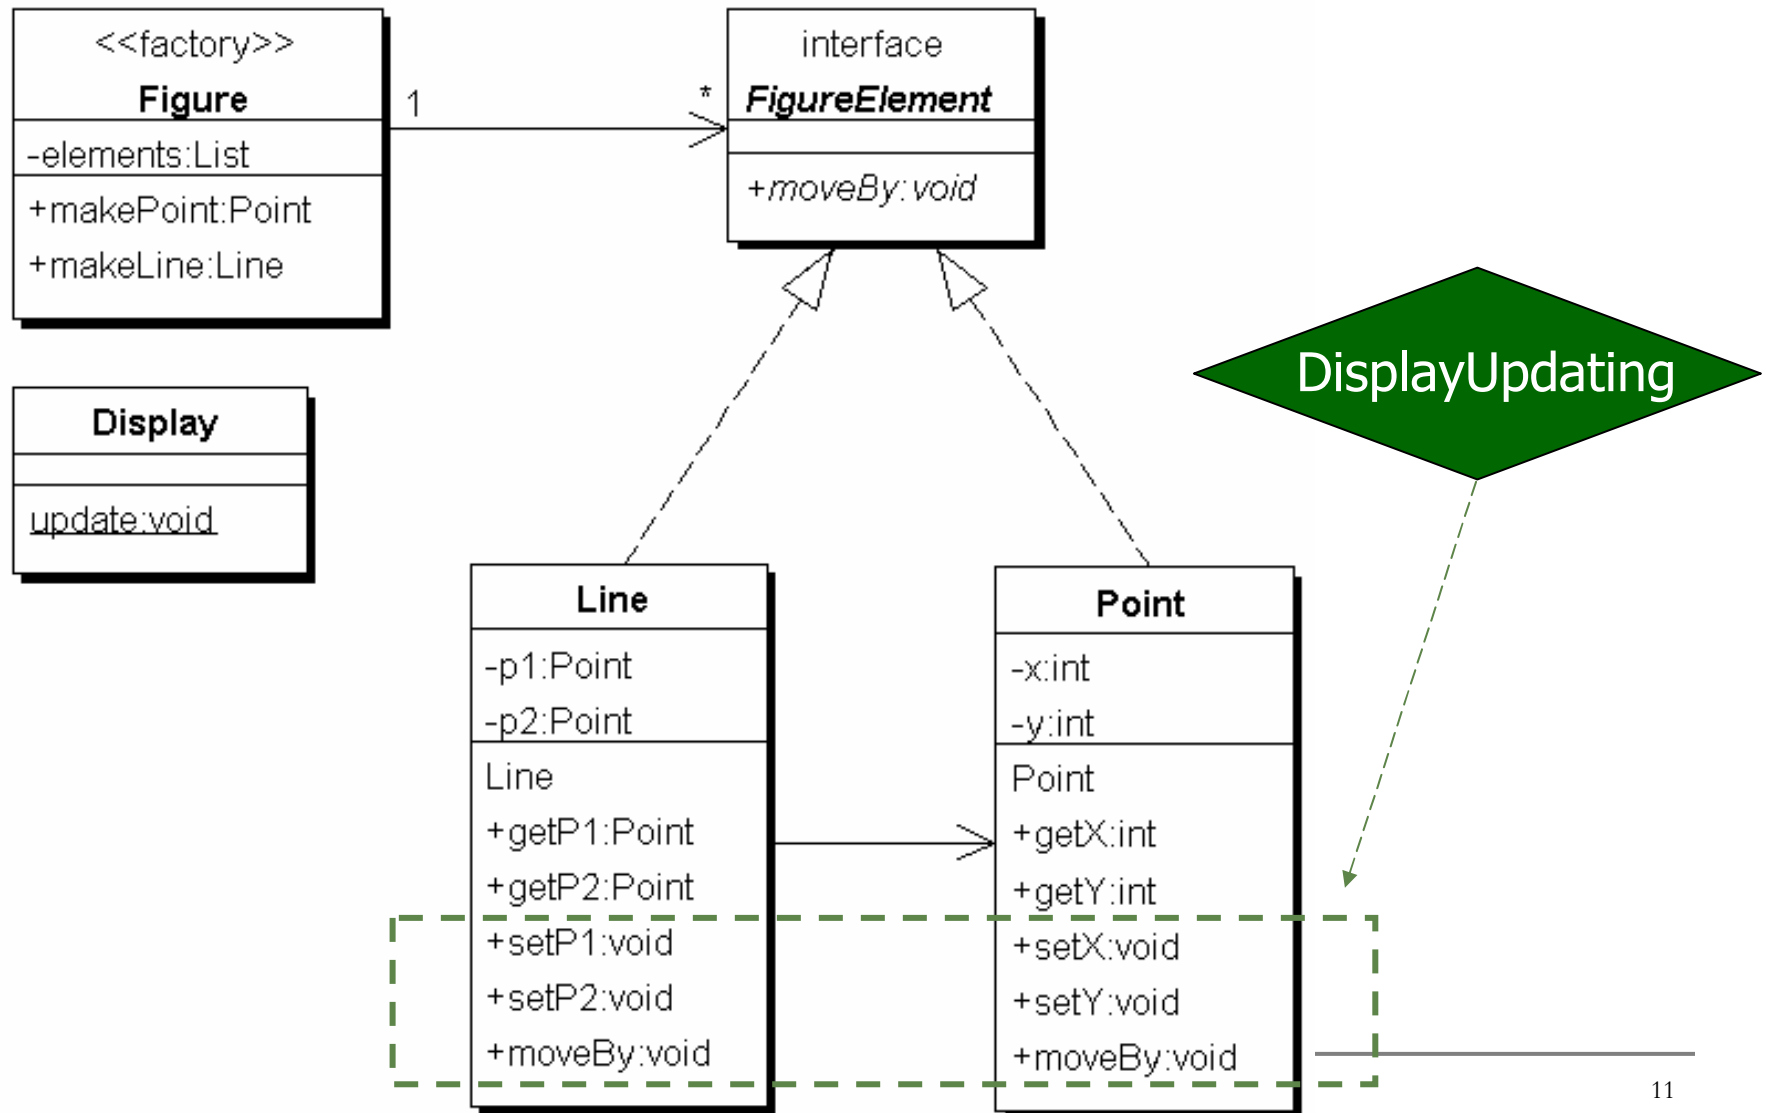 <<factory>>
Figure
-elements:List
+makePoint:Point
+makeLine:Line
1
*
interface
FigureElement
+moveBy:void
DisplayUpdating
Display
update:void
Line
-p1:Point
-p2:Point
Line
+getP1:Point
+getP2:Point
+setP1:void
+setP2:void
+moveBy:void
Point
-x:int
-y:int
Point
+getX:int
+getY:int
+setX:void
+setY:void
+moveBy:void
11